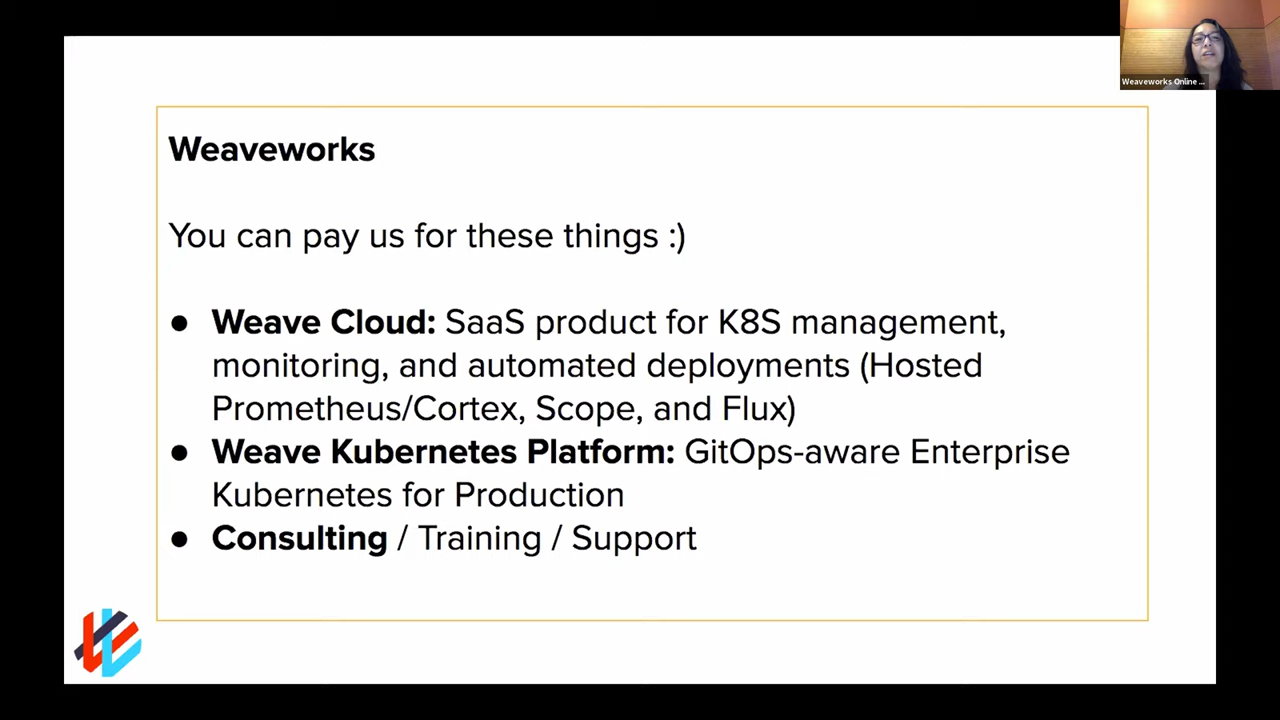 Weaveworks Online ...
Weaveworks
You can pay us for these things :)
● Weave Cloud: SaaS product for K8S management,
monitoring, and automated deployments (Hosted
Prometheus/Cortex, Scope, and Flux)
● Weave Kubernetes Platform: GitOps-aware Enterprise
Kubernetes for Production
● Consulting / Training / Support